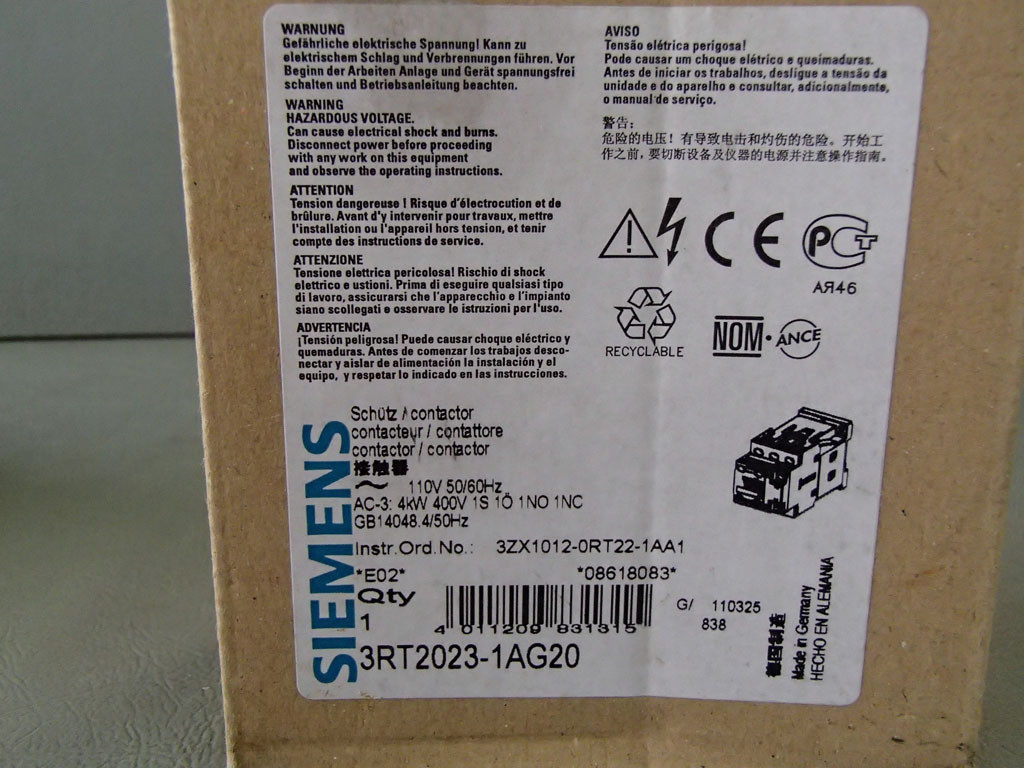 WARNUNG
Gefährliche elektrische Spannung! Kann zu
elektrischem Schlag und Verbrennungen führen. Vor
Beginn der Arbeiten Anlage und Gerät spannungsfrei
schalten und Betriebsanleitung beachten.
WARNING
HAZARDOUS VOLTAGE.
Can cause electrical shock and burns.
Disconnect power before proceeding
with any work on this equipment
and observe the operating instructions.
ATTENTION
Tension dangereuse ! Risque d'électrocution et de
brûlure. Avant d'y intervenir pour travaux, mettre
l'installation ou l'appareil hors tension, et tenir
compte des instructions de service.
ATTENZIONE
Tensione elettrica pericolosa! Rischio di shock
elettrico e ustioni. Prima di eseguire qualsiasi tipo
di lavoro, assicurarsi che l'apparecchio e l'impianto
siano scollegati e osservare le istruzioni per l'uso.
ADVERTENCIA
¡Tensión peligrosa! Puede causar choque eléctrico y
quemaduras. Antes de comenzar los trabajos desco-
nectar y aislar de alimentación la instalación y el
equipo, y respetar lo indicado en las instrucciones.
AVISO
Tensão elétrica perigosa!
Pode causar um choque elétrico e queimaduras.
Antes de iniciar os trabalhos, desligue a tensão da
unidade e do aparelho e consultar, adicionalmente,
o manual de serviço.
警告:
危险的电压!有导致电击和灼伤的危险。开始工
作之前,要切断设备及仪器的电源并注意操作指南。
CE
РСТ
АЯ46
RECYCLABLE
NOM·ANCE
SIEMENS
Schütz / contactor
contacteur / contattore
contactor / contactor
接触器
~ 110V 50/60Hz
AC-3: 4kW 400V 1S 1Ö 1NO 1NC
GB14048.4/50Hz
Instr.Ord.No.: 3ZX1012-0RT22-1AA1
*E02* *08618083*
Qty
1
4 011209 831315
G/ 110325
838
3RT2023-1AG20
德国制造
Made in Germany
HECHO EN ALEMANIA